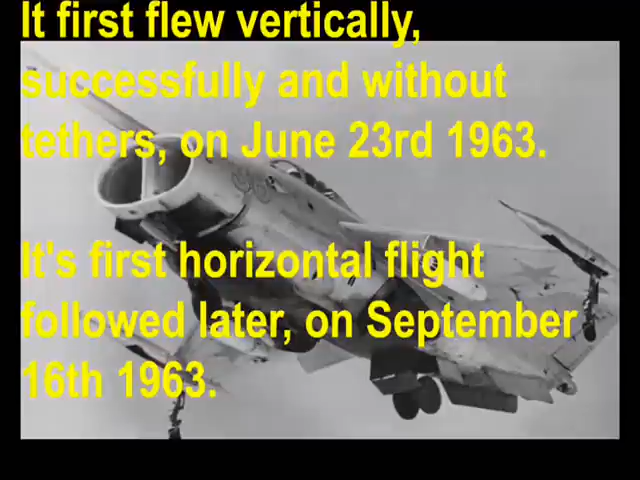 It first flew vertically,
successfully and without
tethers, on June 23rd 1963.
It's first horizontal flight
followed later, on September
16th 1963.